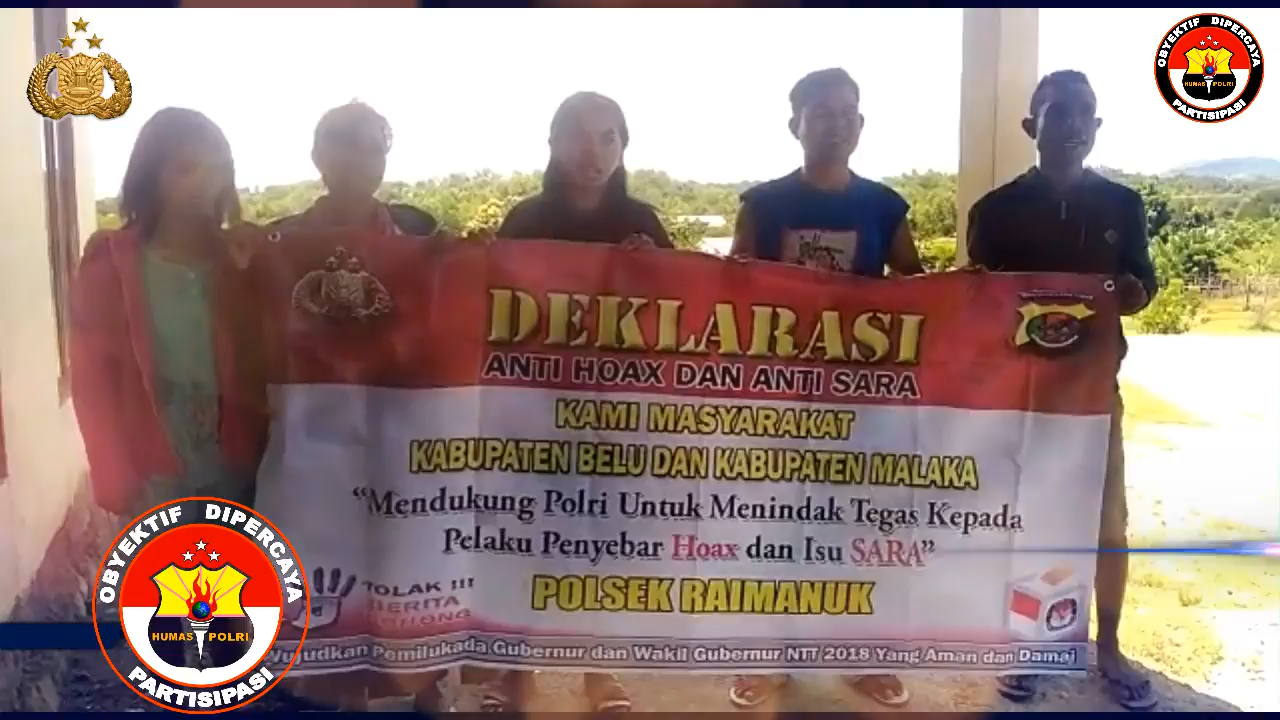 OBYEKTIF DIPERCAYA
HUMAS POLRI
PARTISIPASI
DEKLARASI
ANTI HOAX DAN ANTI SARA
KAMI MASYARAKAT
KABUPATEN BELU DAN KABUPATEN MALAKA
“Mendukung Polri Untuk Menindak Tegas Kepada
Pelaku Penyebar Hoax dan Isu SARA”
TOLAK !!!
BERITA
POLSEK RAIMANUK
Wujudkan Pemilukada Gubernur dan Wakil Gubernur NTT 2018 Yang Aman dan Damai
OBYEKTIF DIPERCAYA
HUMAS POLRI
PARTISIPASI